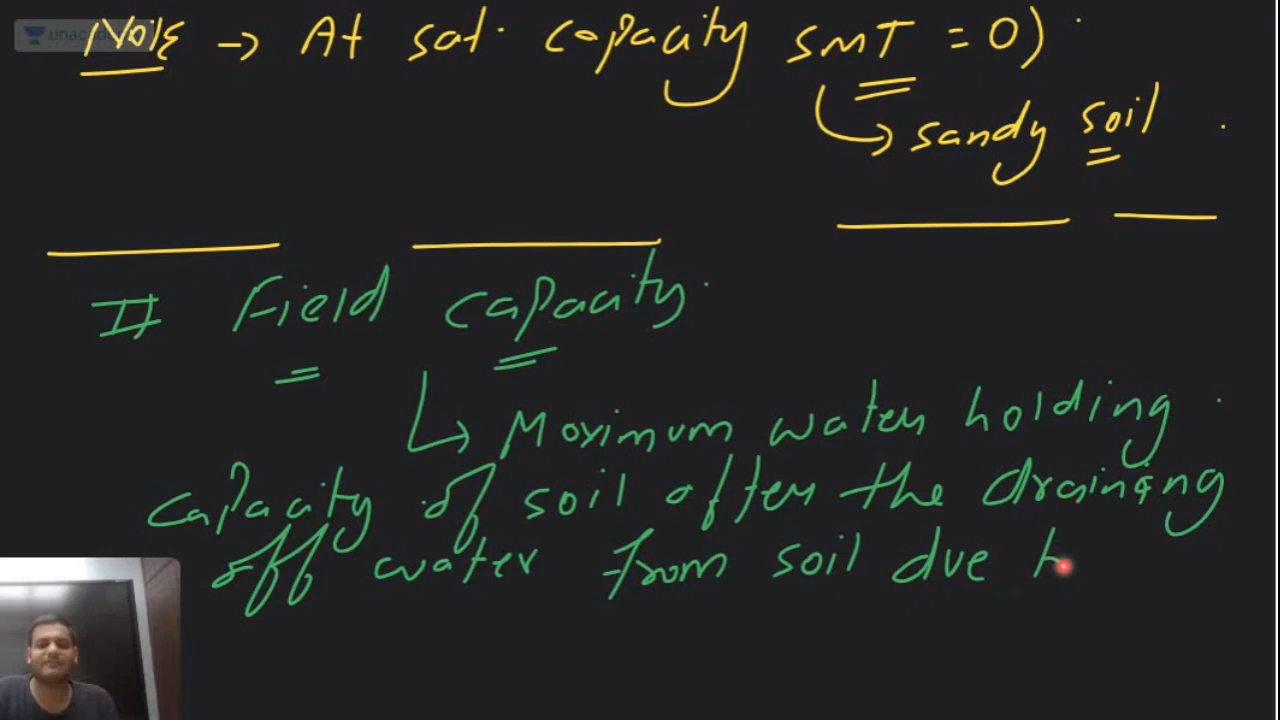 unacademy
Note → At sat. capacity SMT = 0)
→ sandy soil
II Field capacity.
↳ Maximum water holding
capacity of soil after the draining
off water from soil due t